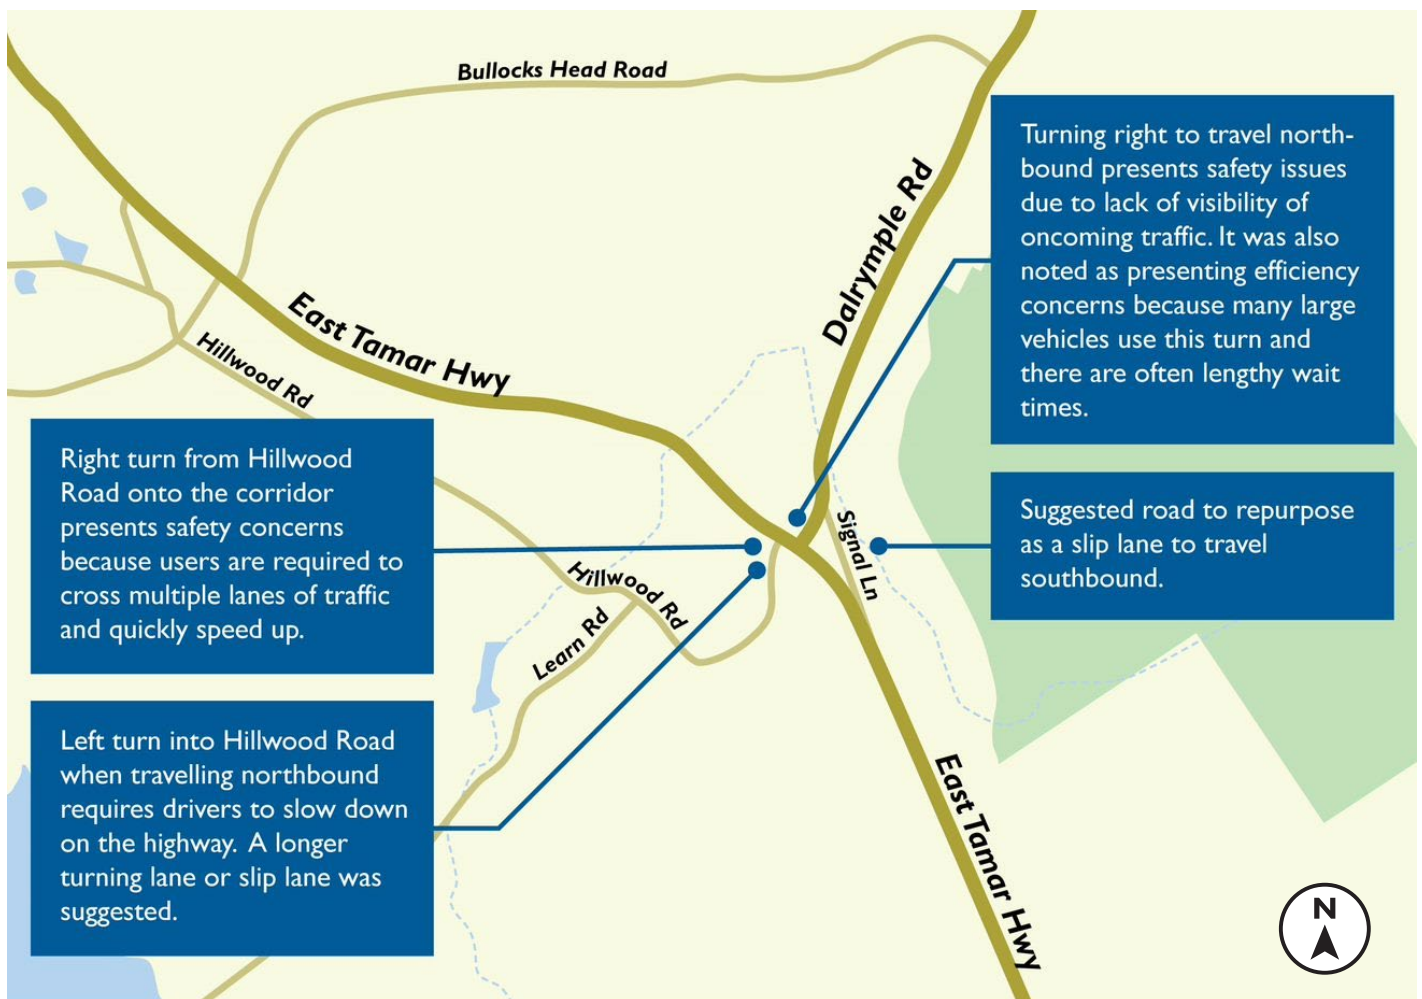 Bullocks Head Road
Dalrymple Rd
East Tamar Hwy
Hillwood Rd
Turning right to travel north-
bound presents safety issues
due to lack of visibility of
oncoming traffic. It was also
noted as presenting efficiency
concerns because many large
vehicles use this turn and
there are often lengthy wait
times.
Right turn from Hillwood
Road onto the corridor
presents safety concerns
because users are required to
cross multiple lanes of traffic
and quickly speed up.
Suggested road to repurpose
as a slip lane to travel
southbound.
Signal Ln
Hillwood Rd
Learn Rd
Left turn into Hillwood Road
when travelling northbound
requires drivers to slow down
on the highway. A longer
turning lane or slip lane was
suggested.
East Tamar Hwy
N